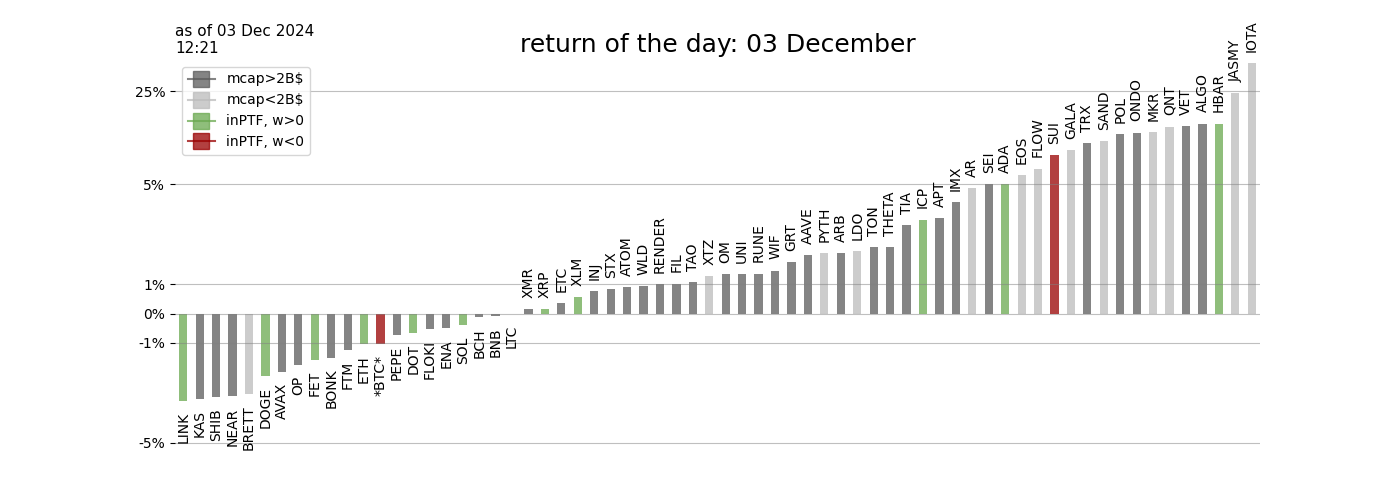 as of 03 Dec 2024
12:21
return of the day: 03 December
mcap>2B$
mcap<2B$
inPTF, w>0
inPTF, w<0
25%
5%
1%
0%
-1%
-5%
LINK
KAS
SHIB
NEAR
BRETT
DOGE
AVAX
OP
FET
BONK
FTM
ETH
*BTC*
PEPE
DOT
FLOKI
ENA
SOL
BCH
BNB
LTC
XMR
XRP
ETC
XLM
INJ
STX
ATOM
WLD
RENDER
FIL
TAO
XTZ
OM
UNI
RUNE
WIF
GRT
AAVE
PYTH
ARB
LDO
TON
THETA
TIA
ICP
APT
IMX
AR
SEI
ADA
EOS
FLOW
SUI
GALA
TRX
SAND
POL
ONDO
MKR
QNT
VET
ALGO
HBAR
JASMY
IOTA